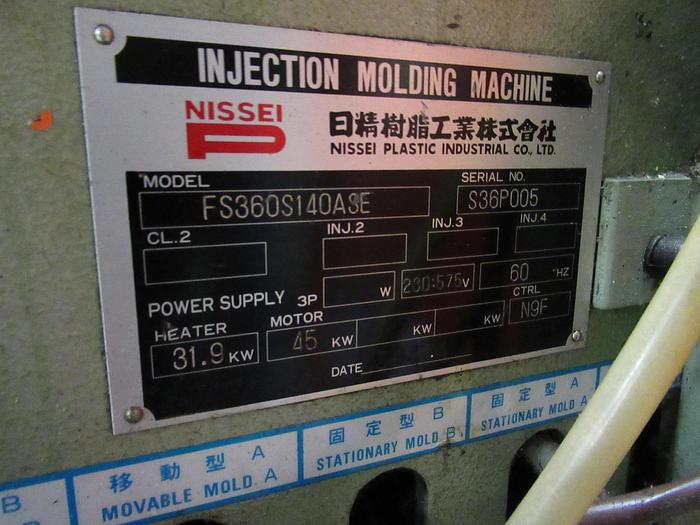 INJECTION MOLDING MACHINE
NISSEI
日精樹脂工業株式會社
NISSEI PLASTIC INDUSTRIAL CO., LTD.
MODEL
FS360S140ASE
SERIAL NO.
S36P005
CL.2
INJ.2
INJ.3
INJ.4
POWER SUPPLY 3P W 230:575V 60 HZ
HEATER
31.9 KW
MOTOR
45 KW
KW
KW
CTRL
N9F
DATE
移動型 A
MOVABLE MOLD. A
固定型 B
STATIONARY MOLD. B
固定型 A
STATIONARY MOLD. A
B